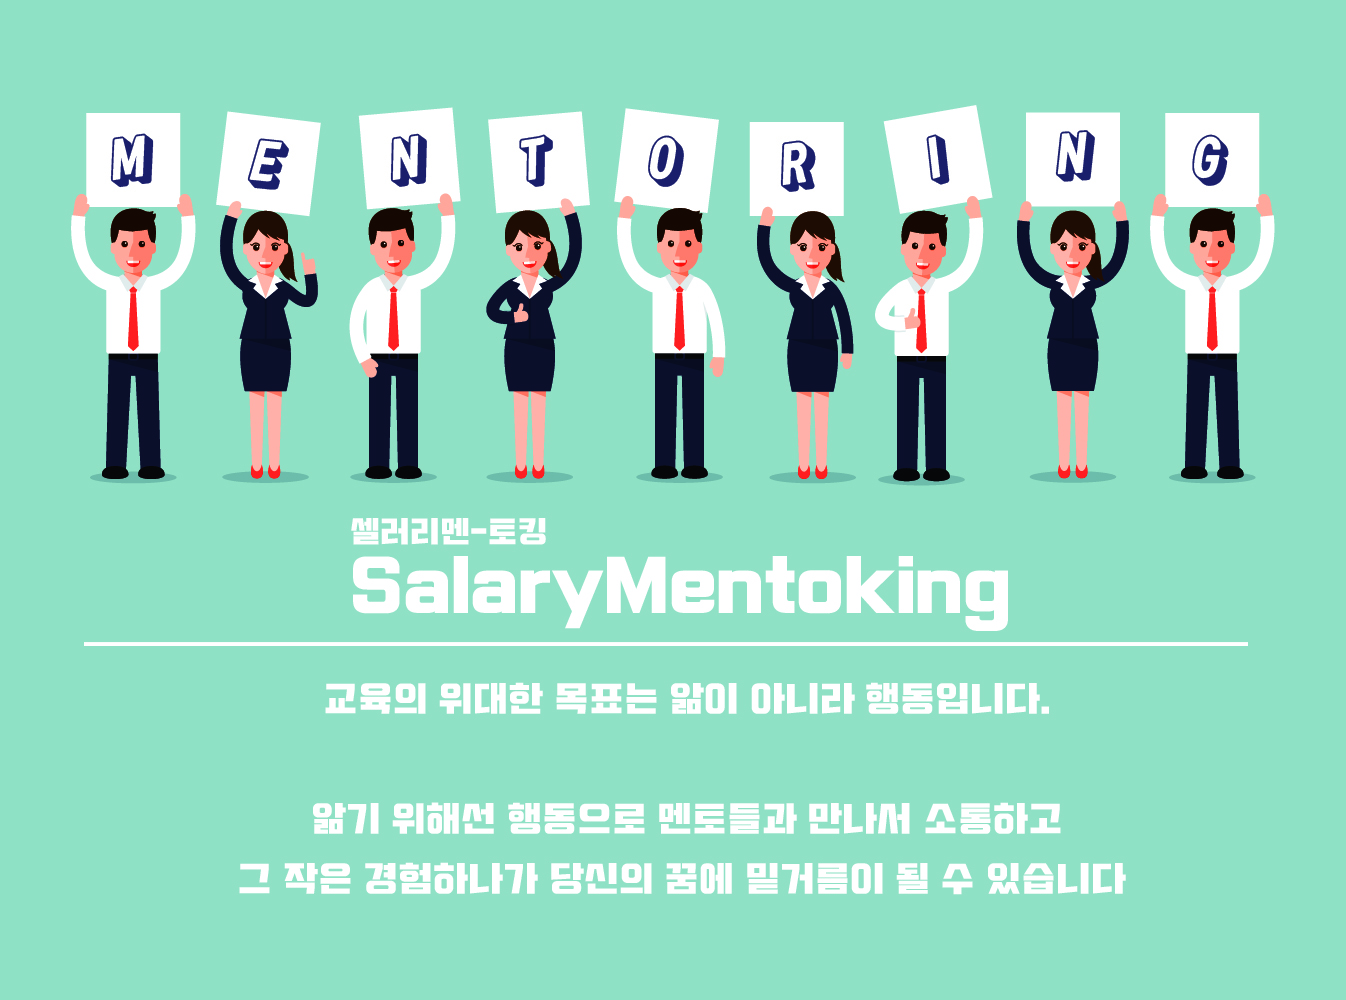 MENTORING
셀러리멘-토킹
SalaryMentoking
교육의 위대한 목표는 앎이 아니라 행동입니다.
앎기 위해선 행동으로 멘토들과 만나서 소통하고
그 작은 경험하나가 당신의 꿈에 밑거름이 될 수 있습니다